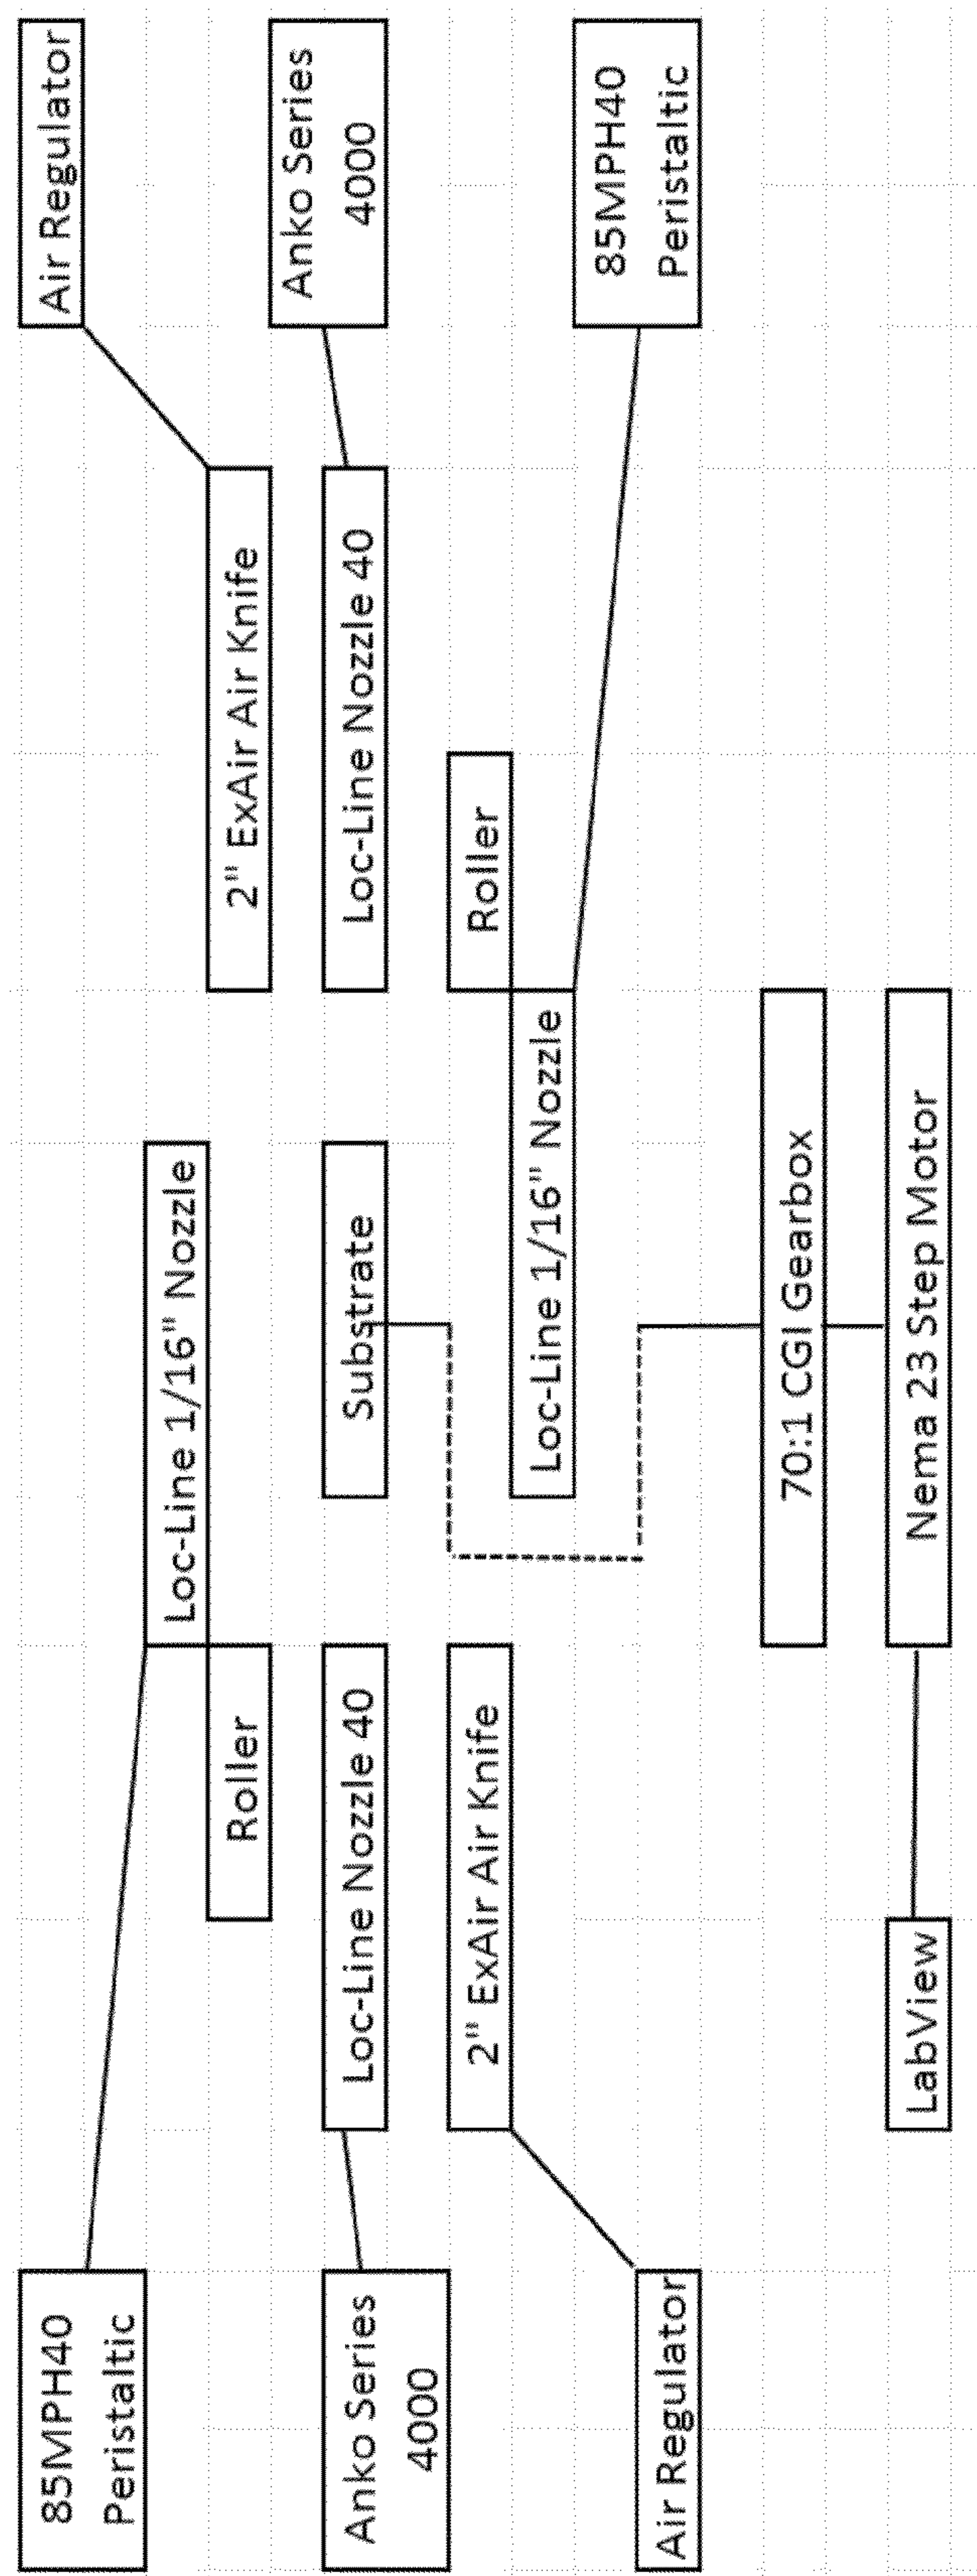 85MPH40
Peristaltic
Air Regulator
Loc-Line 1/16" Nozzle
Roller
2" ExAir Air Knife
Anko Series
4000
Loc-Line Nozzle 40
Substrate
Loc-Line Nozzle 40
Anko Series
4000
2" ExAir Air Knife
Roller
Loc-Line 1/16" Nozzle
85MPH40
Peristaltic
Air Regulator
70:1 CGI Gearbox
LabView
Nema 23 Step Motor